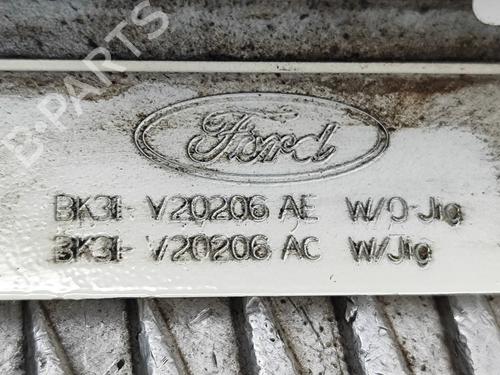 B-PARTS
Ford
BK31- V20206 AE W/O-Jig
BK31- V20206 AC W/Jig